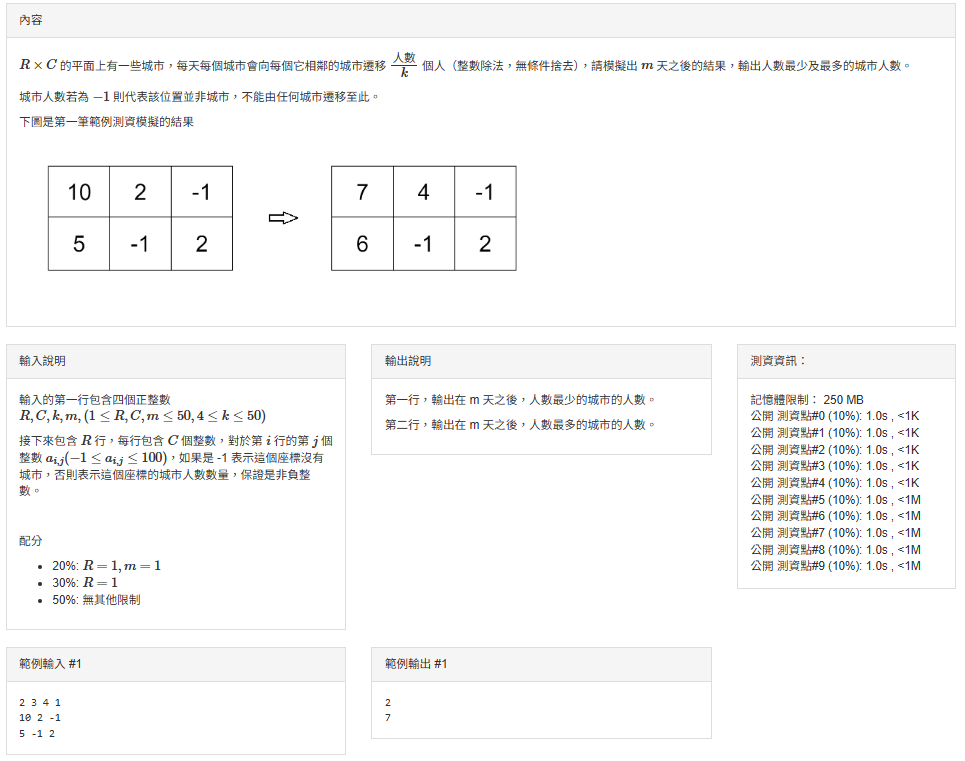 內容
R × C 的平面上有一些城市，每天每個城市會向每個它相鄰的城市遷移 人數/k 個人（整數除法，無條件捨去），請模擬出 m 天之後的結果，輸出人數最少及最多的城市人數。
城市人數若為 −1 則代表該位置並非城市，不能由任何城市遷移至此。
下圖是第一筆範例測資模擬的結果
10 2 -1 7 4 -1
5 -1 2 6 -1 2
輸入說明
輸入的第一行包含四個正整數
R, C, k, m, (1 ≤ R, C, m ≤ 50, 4 ≤ k ≤ 50)
接下來包含 R 行，每行包含 C 個整數，對於第 i 行的第 j 個
整數 a_{i,j}(−1 ≤ a_{i,j} ≤ 100)，如果是 -1 表示這個座標沒有
城市，否則表示這個座標的城市人數數量，保證是非負整
數。
配分
• 20%: R = 1, m = 1
• 30%: R = 1
• 50%: 無其他限制
輸出說明
第一行，輸出在 m 天之後，人數最少的城市的人數。
第二行，輸出在 m 天之後，人數最多的城市的人數。
測資資訊：
記憶體限制： 250 MB
公開 測資點#0 (10%): 1.0s , <1K
公開 測資點#1 (10%): 1.0s , <1K
公開 測資點#2 (10%): 1.0s , <1K
公開 測資點#3 (10%): 1.0s , <1K
公開 測資點#4 (10%): 1.0s , <1K
公開 測資點#5 (10%): 1.0s , <1M
公開 測資點#6 (10%): 1.0s , <1M
公開 測資點#7 (10%): 1.0s , <1M
公開 測資點#8 (10%): 1.0s , <1M
公開 測資點#9 (10%): 1.0s , <1M
範例輸入 #1
2 3 4 1
10 2 -1
5 -1 2
範例輸出 #1
2
7